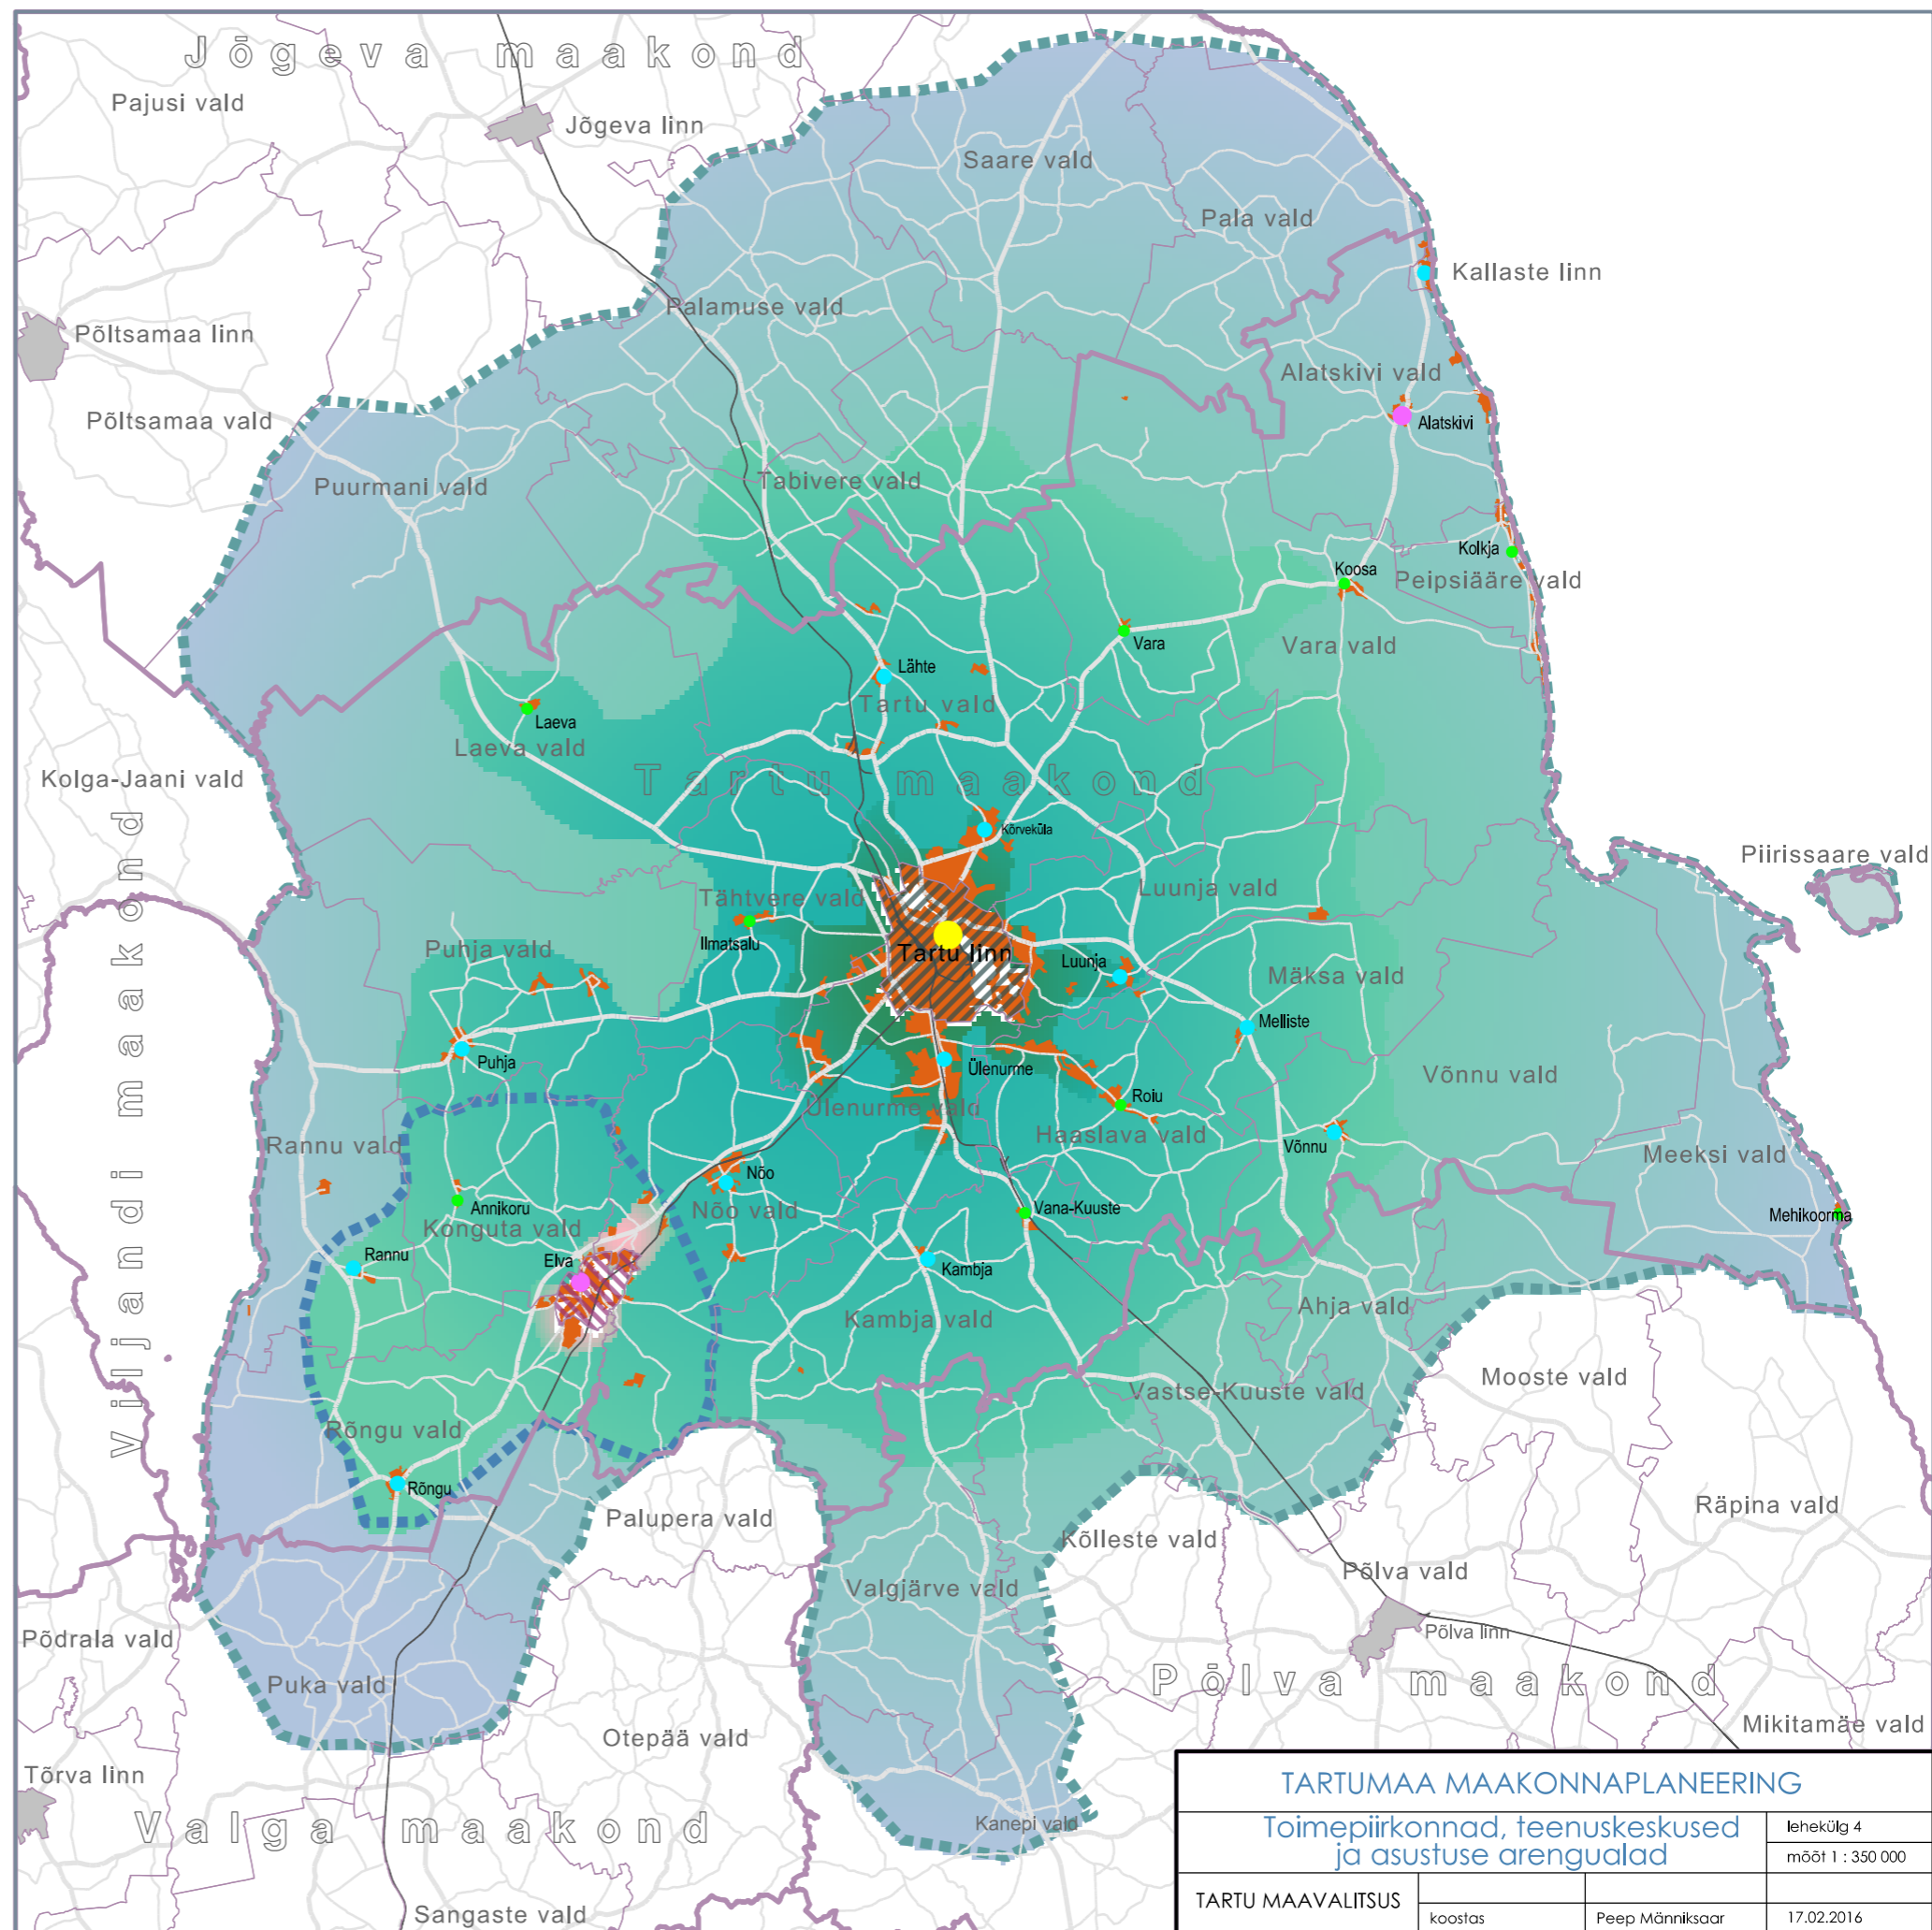 Jõgeva maakond
Pajusi vald
Jõgeva linn
Saare vald
Pala vald
Kallaste linn
Palamuse vald
Põltsamaa linn
Alatskivi vald
Põltsamaa vald
Alatskivi
Puurmani vald
Tabivere vald
Kolkja
Koosa
Peipsiääre vald
Vara
Vara vald
Lähte
Tartu vald
Laeva
Laeva vald
Kolga-Jaani vald
Tartu maakond
Kõrveküla
Piirissaare vald
Tähtvere vald
Luunja vald
Ilmatsalu
Puhja vald
Tartu linn
Luunja
Mäksa vald
Melliste
Puhja
Ülenurme
Võnnu vald
Roiu
Ülenurme vald
Haaslava vald
Rannu vald
Võnnu
Meeksi vald
Viljandi maakond
Nõo
Annikoru
Nõo vald
Vana-Kuuste
Mehikoorma
Konguta vald
Rannu
Elva
Kambja
Ahja vald
Kambja vald
Mooste vald
Vastse-Kuuste vald
Rõngu vald
Rõngu
Palupera vald
Räpina vald
Kõlleste vald
Põlva vald
Valgjärve vald
Põdrala vald
Põlva linn
Puka vald
Põlva maakond
Otepää vald
Mikitamäe vald
Tõrva linn
Valga maakond
Kanepi vald
Sangaste vald
TARTUMAA MAAKONNAPLANEERING
Toimepiirkonnad, teenuskeskused
ja asustuse arengualad
lehekülg 4
mõõt 1 : 350 000
TARTU MAAVALITSUS
koostas
Peep Männiksaar
17.02.2016